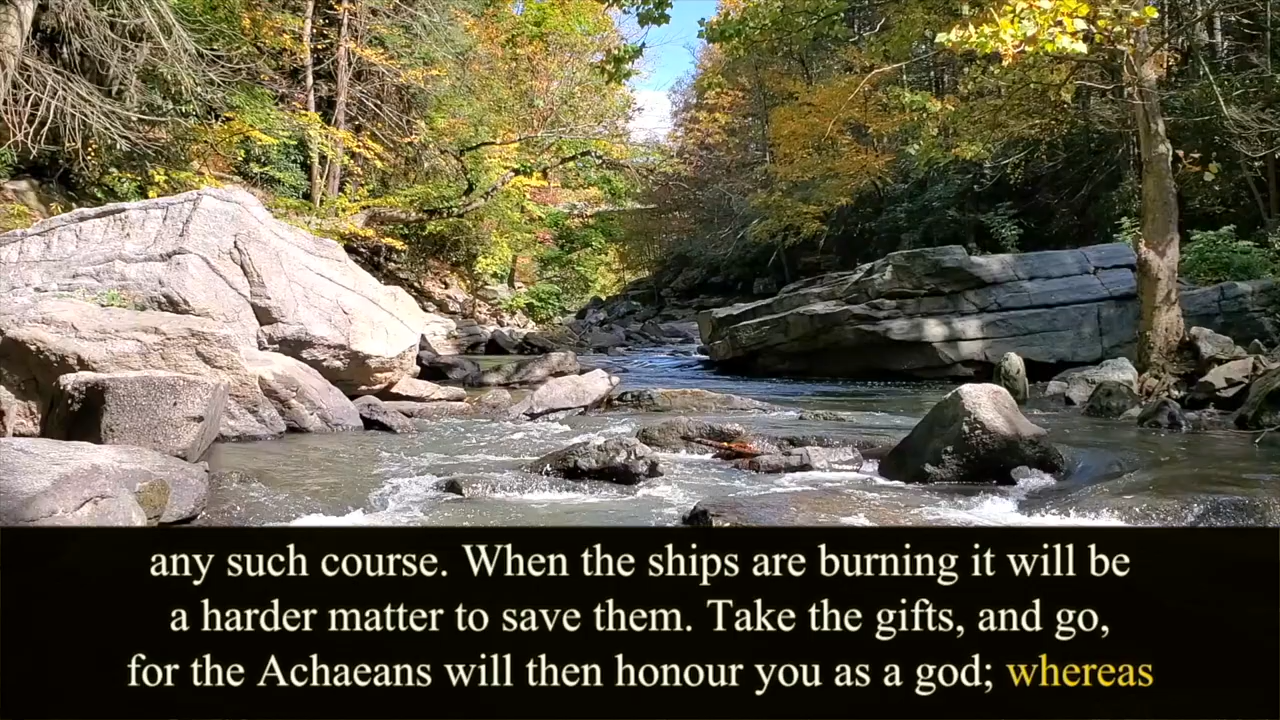 any such course. When the ships are burning it will be
a harder matter to save them. Take the gifts, and go,
for the Achaeans will then honour you as a god; whereas